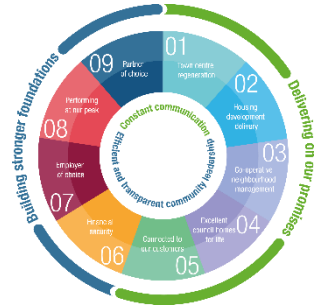 01
Town centre
regeneration
02
Housing
development
delivery
03
Co-operative
neighbourhood
management
04
Excellent
council homes
for life
05
Connected to
our customers
06
Financial
security
07
Employer
of choice
08
Performing
at our peak
09
Partner
of choice
Building stronger foundations
Delivering on our promises
Constant communication
Efficient and transparent community leadership